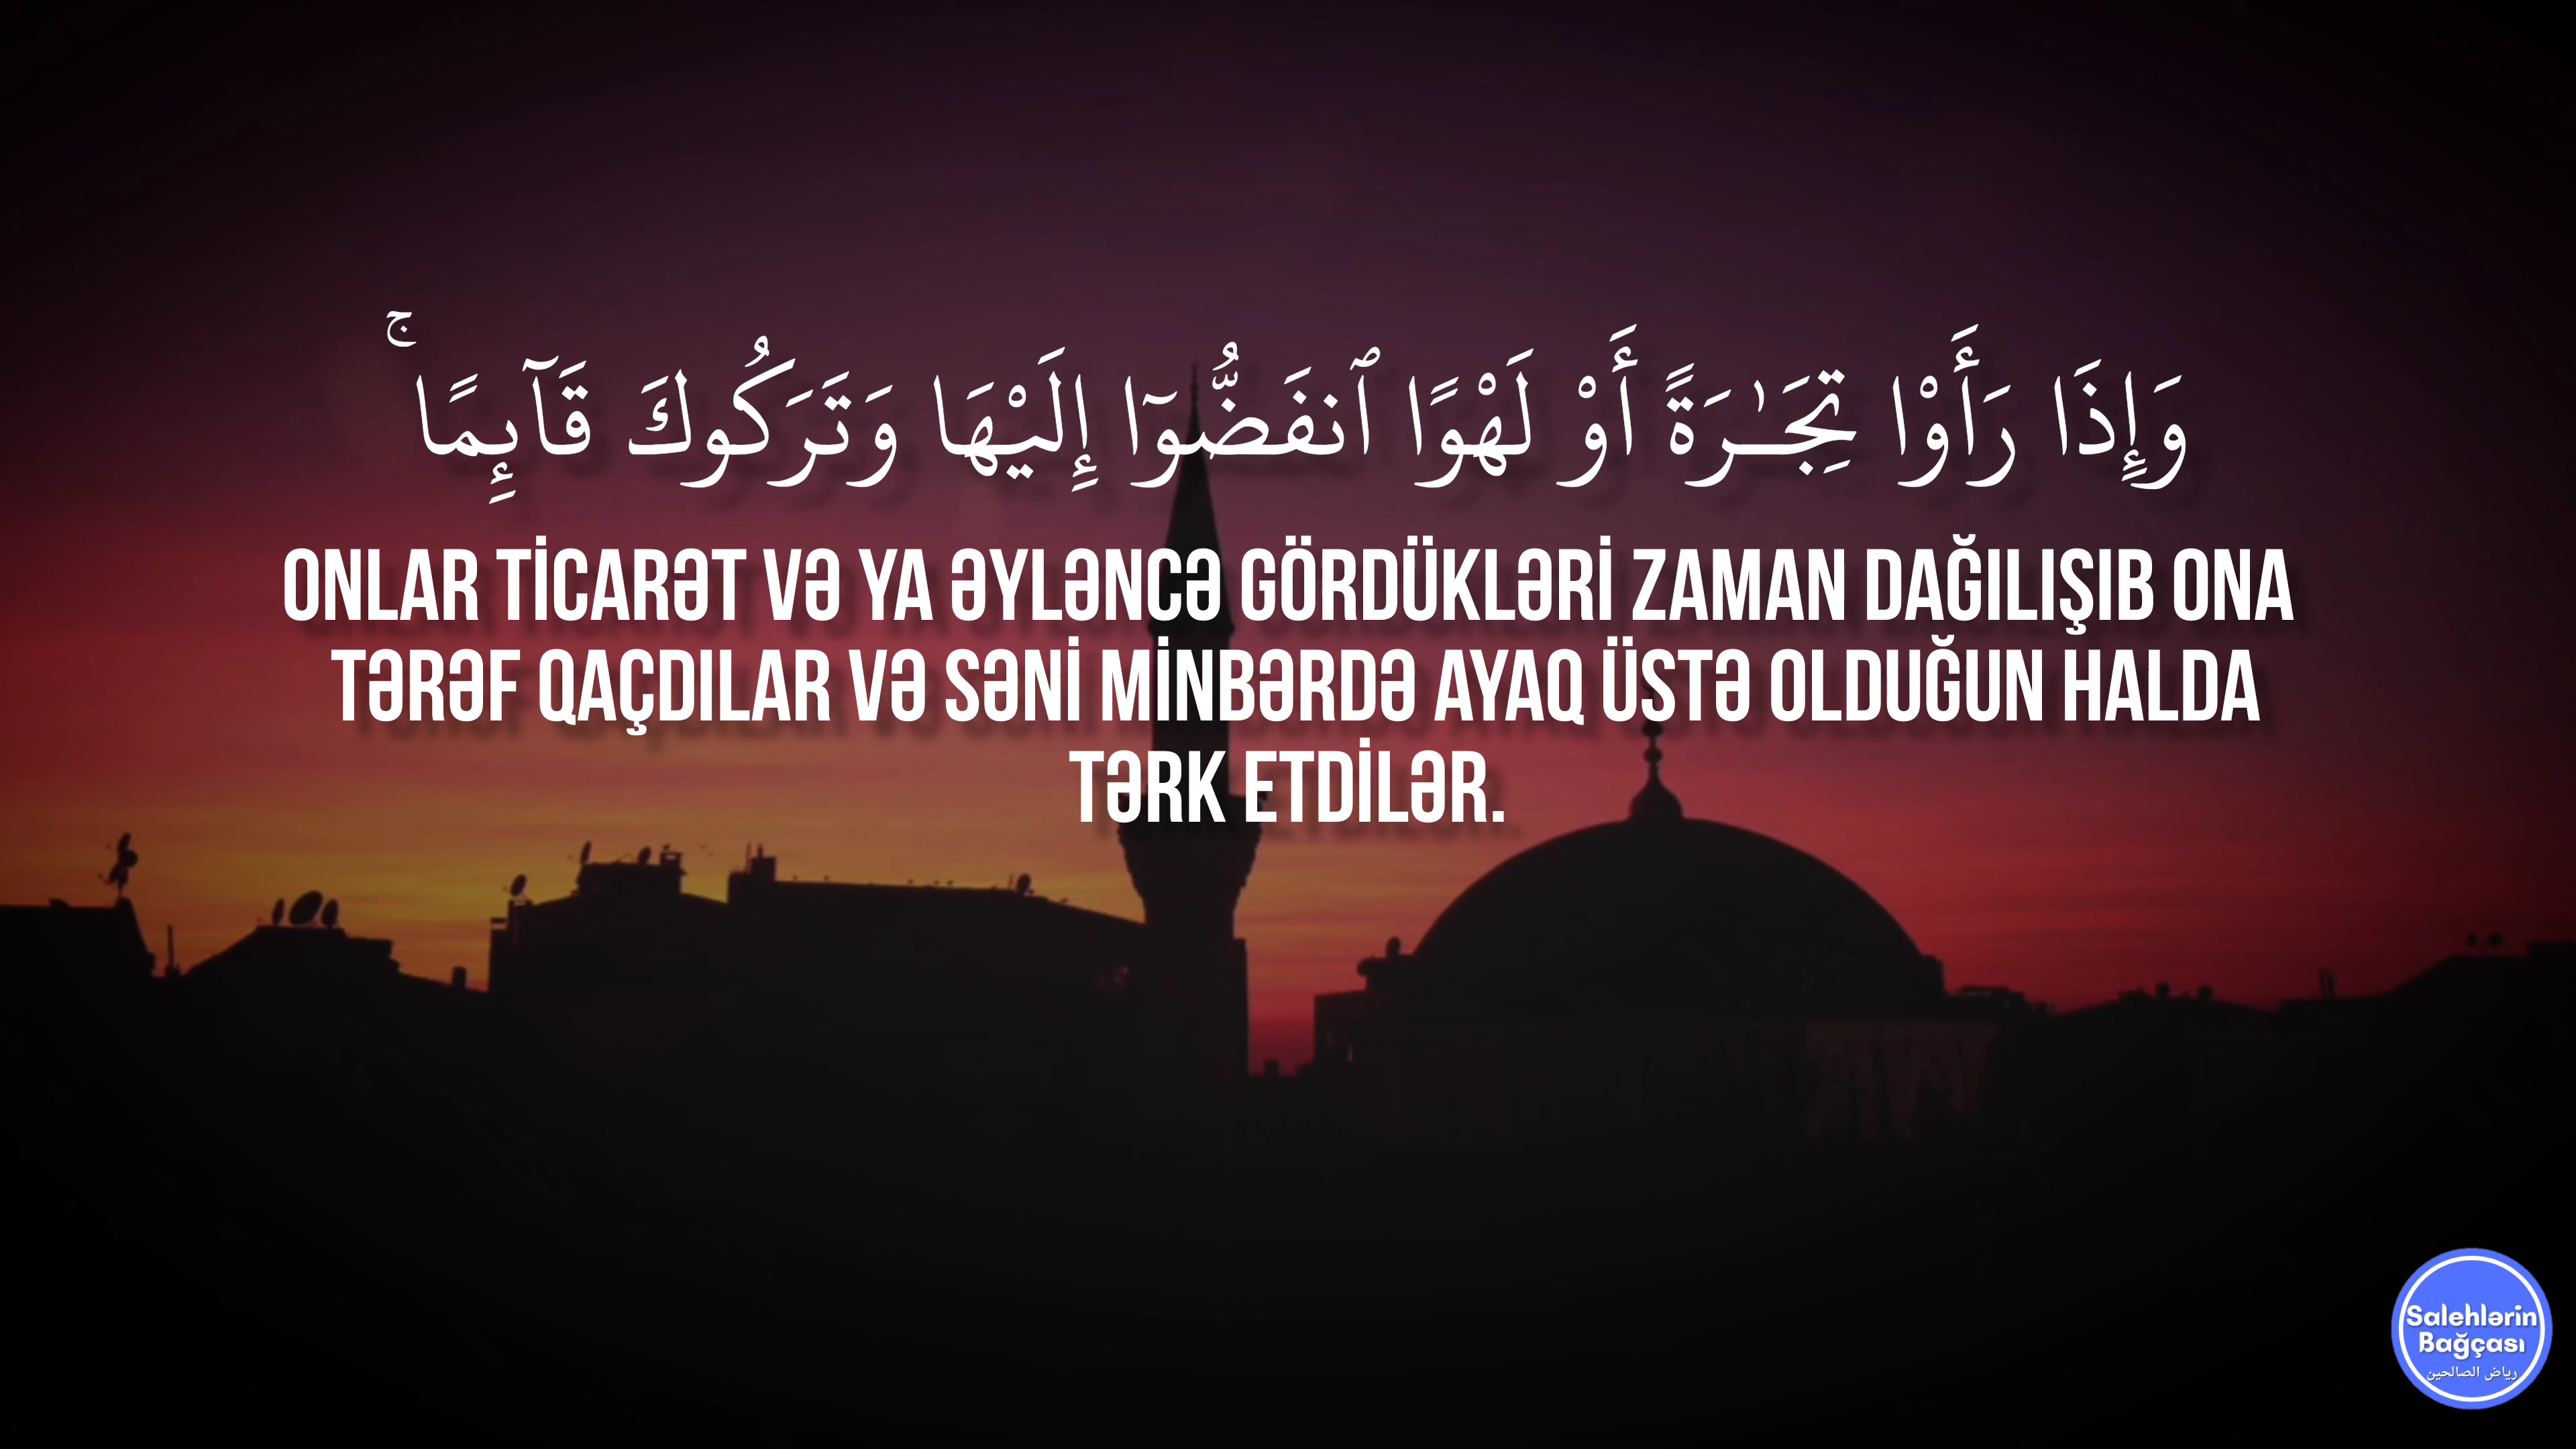 وَإِذَا رَأَوْا۟ تِجَـٰرَةً أَوْ لَهْوًا ٱنفَضُّوٓا۟ إِلَيْهَا وَتَرَكُوكَ قَآئِمًا ۚ
ONLAR TİCARƏT VƏ YA ƏYLƏNCƏ GÖRDÜKLƏRİ ZAMAN DAĞILIŞIB ONA
TƏRƏF QAÇDILAR VƏ SƏNİ MİNBƏRDƏ AYAQ ÜSTƏ OLDUĞUN HALDA
TƏRK ETDİLƏR.
Salehlərin
Bağçası
رياض الصالحين